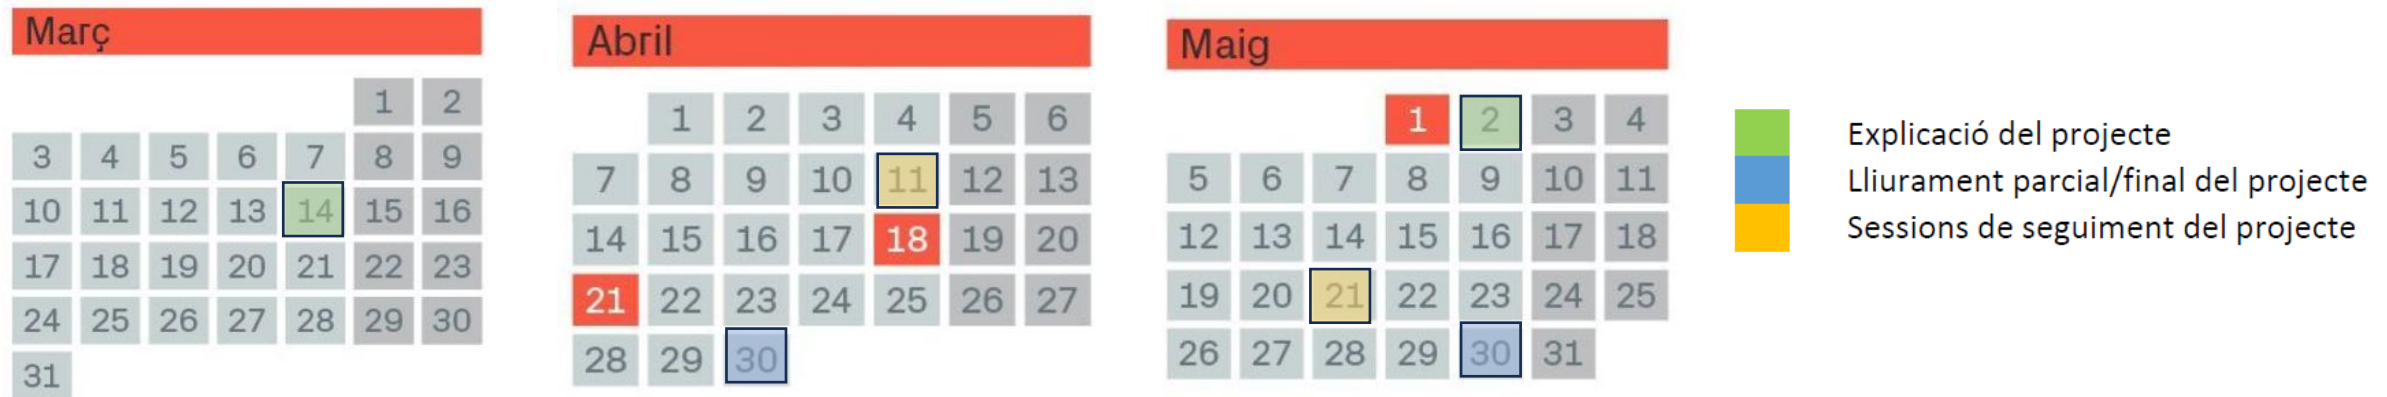 Març
1 2
3 4 5 6 7 8 9
10 11 12 13 14 15 16
17 18 19 20 21 22 23
24 25 26 27 28 29 30
31
Abril
1 2 3 4 5 6
7 8 9 10 11 12 13
14 15 16 17 18 19 20
21 22 23 24 25 26 27
28 29 30
Maig
1 2 3 4
5 6 7 8 9 10 11
12 13 14 15 16 17 18
19 20 21 22 23 24 25
26 27 28 29 30 31
Explicació del projecte
Lliurament parcial/final del projecte
Sessions de seguiment del projecte